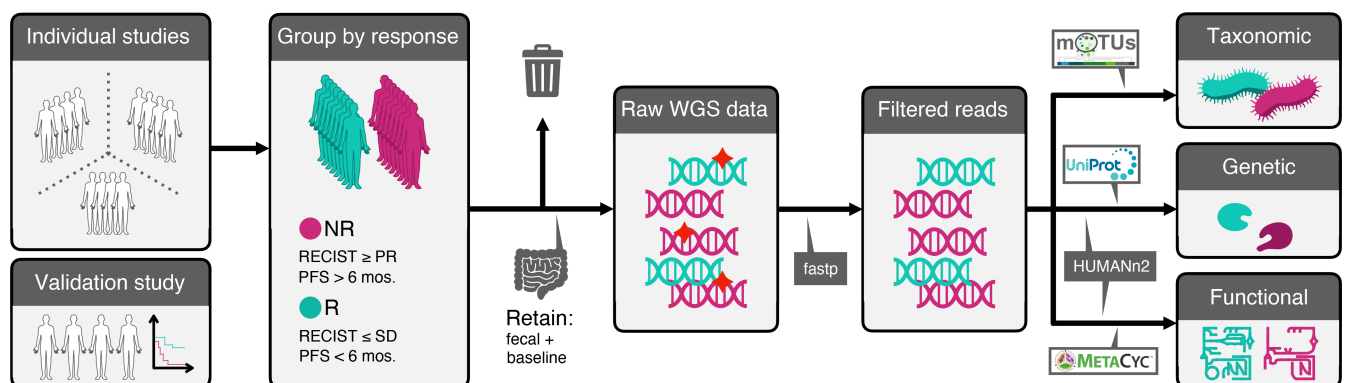 Individual studies
Validation study
Group by response
NR
RECIST ≥ PR
PFS > 6 mos.
R
RECIST ≤ SD
PFS < 6 mos.
Retain:
fecal +
baseline
Raw WGS data
fastp
Filtered reads
mOTUs
UniProt
HUMANn2
METACYC
Taxonomic
Genetic
Functional